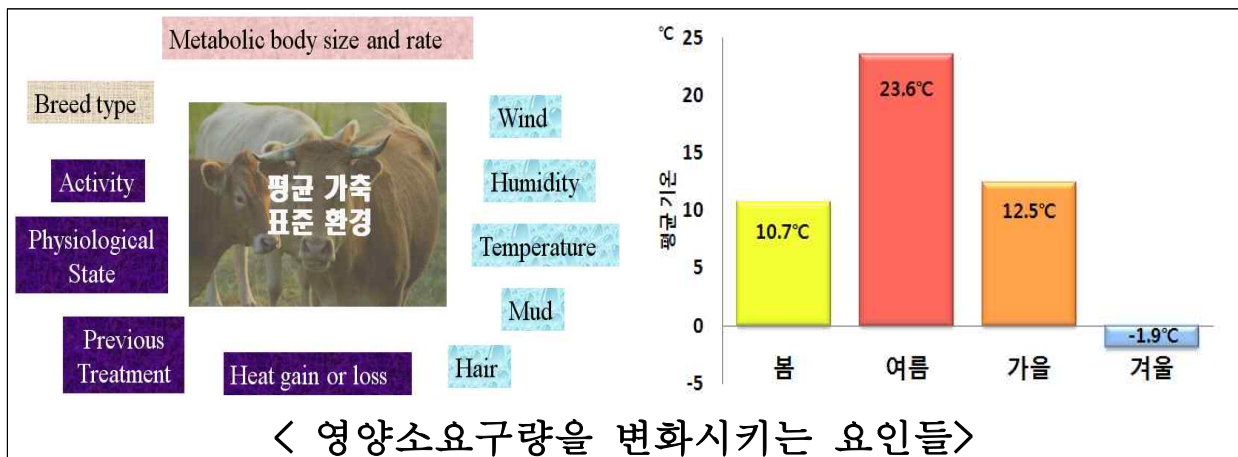 Metabolic body size and rate
Breed type
Activity
Physiological
State
Previous
Treatment
Heat gain or loss
평균 가축
표준 환경
Wind
Humidity
Temperature
Mud
Hair
℃
평균 기온
25
20
15
10
5
0
-5
10.7℃
23.6℃
12.5℃
-1.9℃
봄
여름
가을
겨울
< 영양소요구량을 변화시키는 요인들>